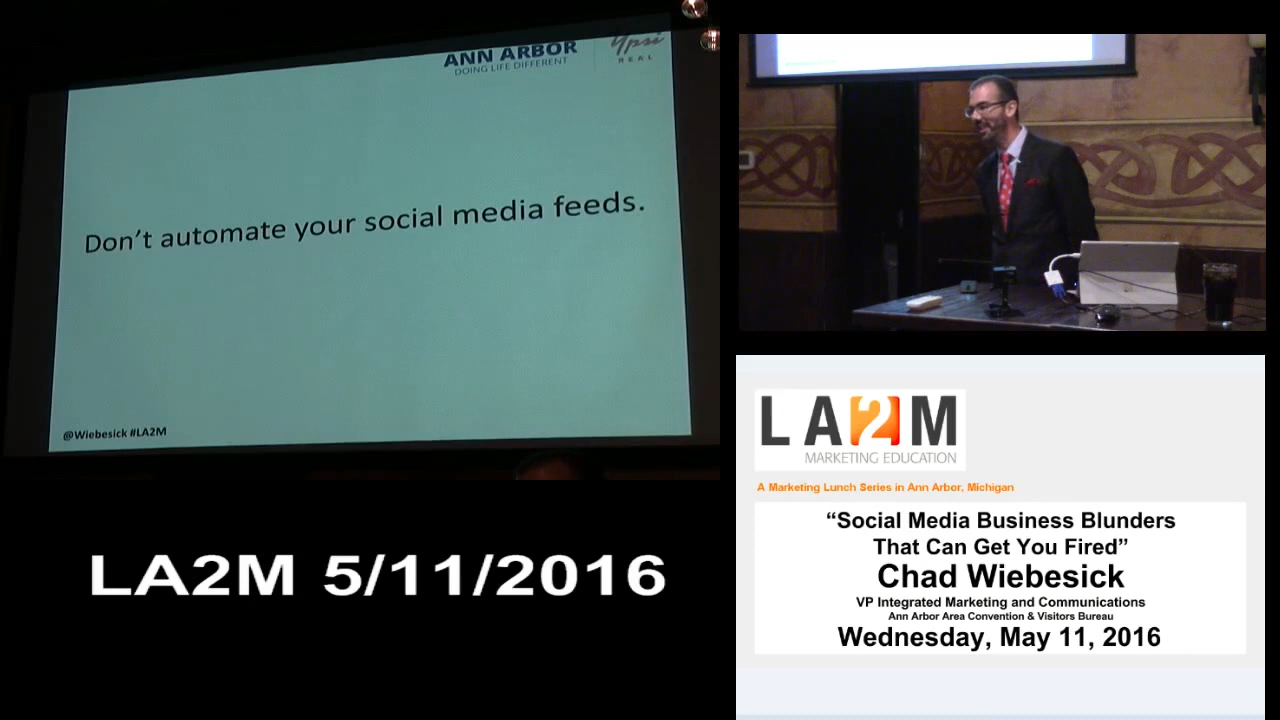 ANN ARBOR
DOING LIFE DIFFERENT
Ypsi
REAL
Don't automate your social media feeds.
@Wiebesick #LA2M
LA2M 5/11/2016
LA2M
MARKETING EDUCATION
A Marketing Lunch Series in Ann Arbor, Michigan
“Social Media Business Blunders
That Can Get You Fired”
Chad Wiebesick
VP Integrated Marketing and Communications
Ann Arbor Area Convention & Visitors Bureau
Wednesday, May 11, 2016